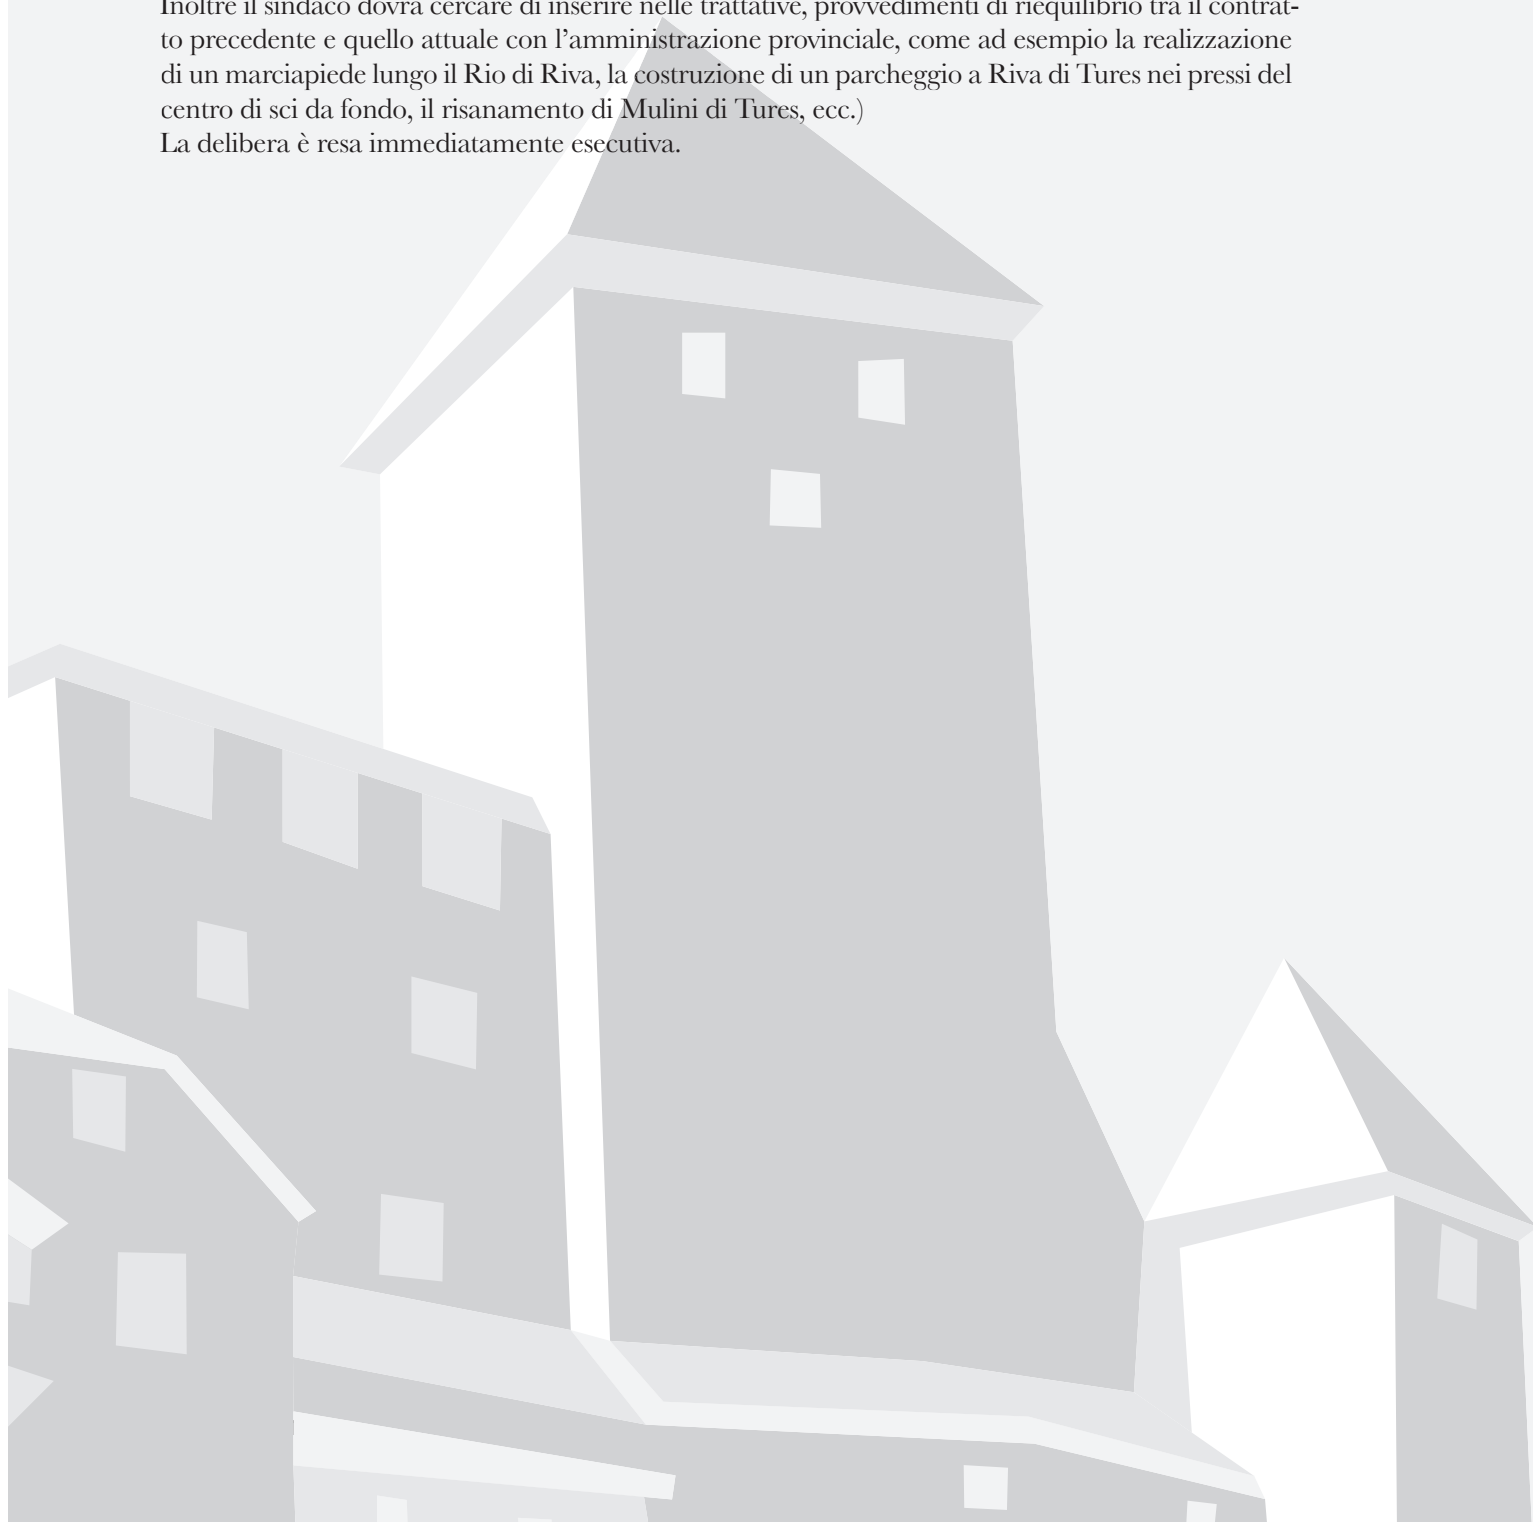 Inoltre il sindaco dovrà cercare di inserire nelle trattative, provvedimenti di riequilibrio tra il contrat-
to precedente e quello attuale con l’amministrazione provinciale, come ad esempio la realizzazione
di un marciapiede lungo il Rio di Riva, la costruzione di un parcheggio a Riva di Tures nei pressi del
centro di sci da fondo, il risanamento di Mulini di Tures, ecc.)
La delibera è resa immediatamente esecutiva.